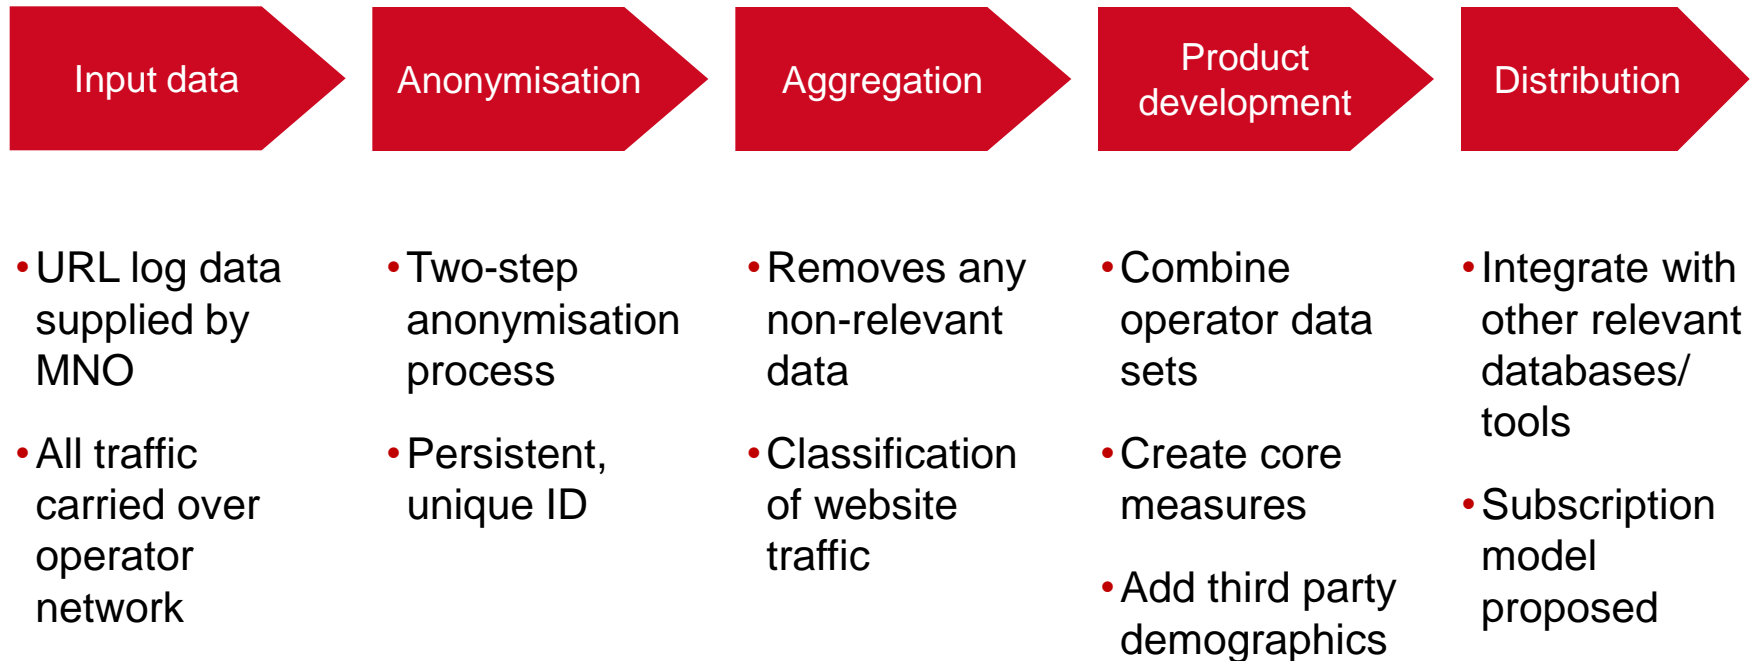 Input data
Anonymisation
Aggregation
Product
development
Distribution
•URL log data
supplied by
MNO
•All traffic
carried over
operator
network
•Two-step
anonymisation
process
•Persistent,
unique ID
•Removes any
non-relevant
data
•Classification
of website
traffic
•Combine
operator data
sets
•Create core
measures
•Add third party
demographics
•Integrate with
other relevant
databases/
tools
•Subscription
model
proposed